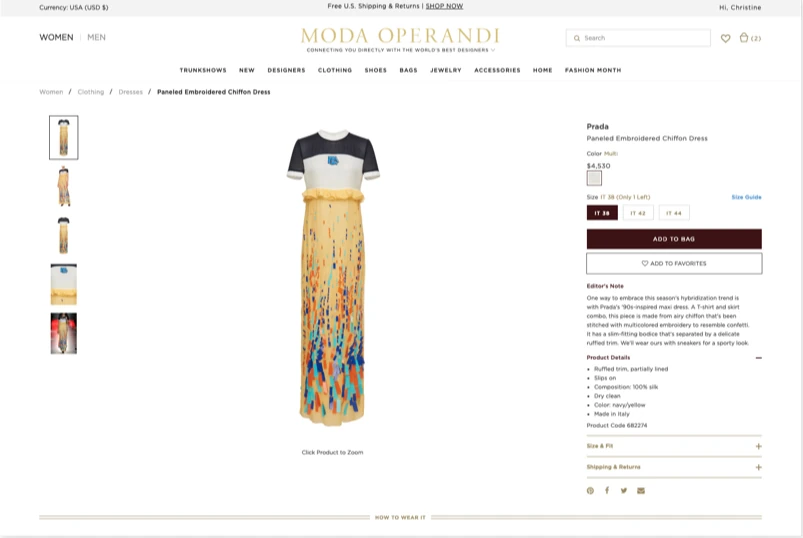 Currency: USA (USD $)
Free U.S. Shipping & Returns | SHOP NOW
Hi, Christine
WOMEN | MEN
MODA OPERANDI
CONNECTING YOU DIRECTLY WITH THE WORLD'S BEST DESIGNERS
Search
(2)
TRUNKSHOWS NEW DESIGNERS CLOTHING SHOES BAGS JEWELRY ACCESSORIES HOME FASHION MONTH
Women / Clothing / Dresses / Paneled Embroidered Chiffon Dress
Prada
Paneled Embroidered Chiffon Dress
Color Multi
$4,530
Size IT 38 (Only 1 Left)
Size Guide
IT 38 IT 42 IT 44
ADD TO BAG
ADD TO FAVORITES
Editor's Note
One way to embrace this season's hybridization trend is
with Prada's '90s-inspired maxi dress. A T-shirt and skirt
combo, this piece is made from airy chiffon that's been
stitched with multicolored embroidery to resemble confetti.
It has a slim-fitting bodice that's separated by a delicate
ruffled trim. We'll wear ours with sneakers for a sporty look.
Product Details
• Ruffled trim, partially lined
• Slips on
• Composition: 100% silk
• Dry clean
• Color: navy/yellow
• Made in Italy
Product Code 682274
Size & Fit
Shipping & Returns
Click Product to Zoom
HOW TO WEAR IT